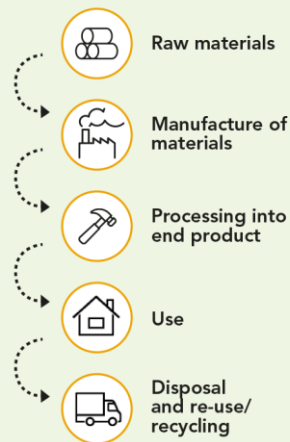 Raw materials
Manufacture of
materials
Processing into
end product
Use
Disposal
and re-use/
recycling